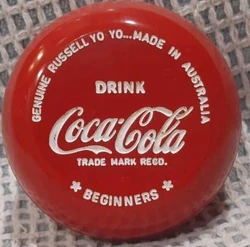 GENUINE RUSSELL YO YO...MADE IN AUSTRALIA
DRINK
Coca-Cola
TRADE MARK REGD.
BEGINNERS